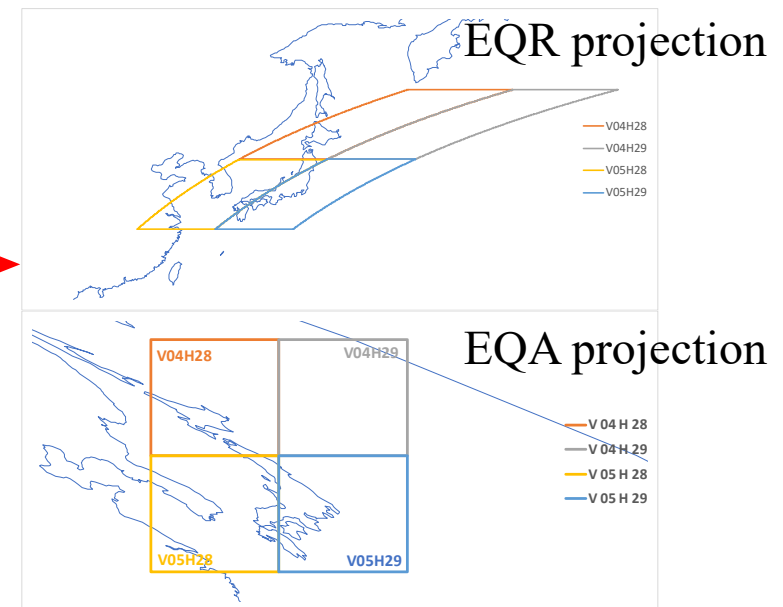 EQR projection
V04H28
V04H29
V05H28
V05H29
EQA projection
V04H28
V04H29
V05H28
V05H29
V 04 H 28
V 04 H 29
V 05 H 28
V 05 H 29